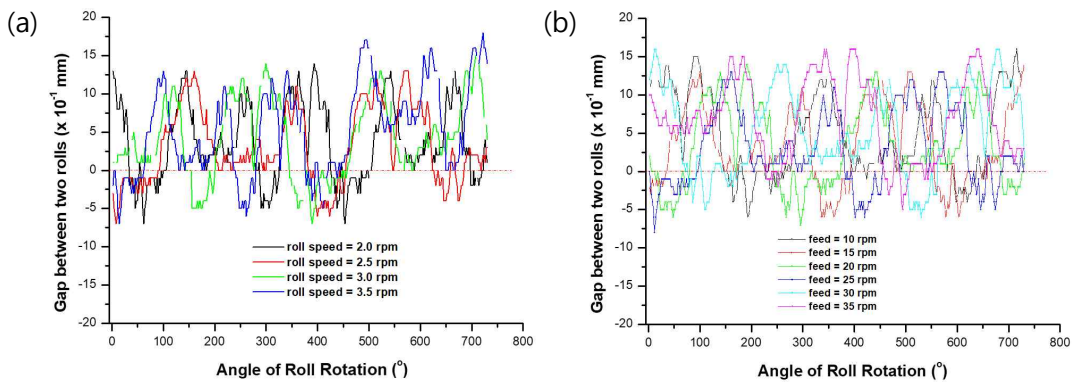 (a)
Gap between two rolls (x 10⁻¹ mm)
20
15
10
5
0
-5
-10
-15
-20
roll speed = 2.0 rpm
roll speed = 2.5 rpm
roll speed = 3.0 rpm
roll speed = 3.5 rpm
0 100 200 300 400 500 600 700 800
Angle of Roll Rotation (°)
(b)
Gap between two rolls (x 10⁻¹ mm)
20
15
10
5
0
-5
-10
-15
-20
feed = 10 rpm
feed = 15 rpm
feed = 20 rpm
feed = 25 rpm
feed = 30 rpm
feed = 35 rpm
0 100 200 300 400 500 600 700 800
Angle of Roll Rotation (°)